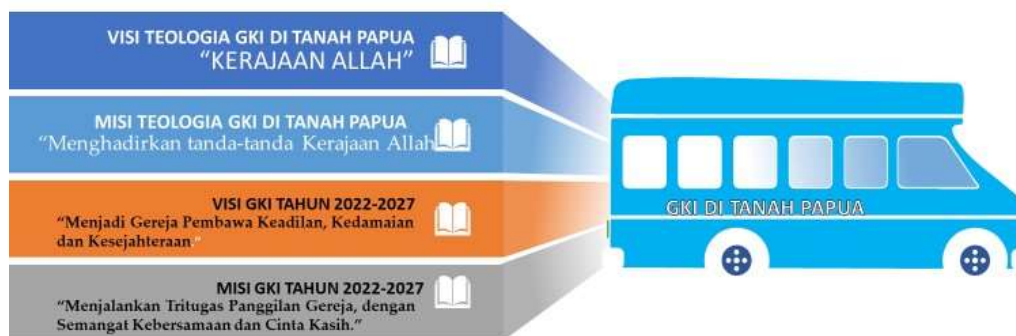 VISI TEOLOGIA GKI DI TANAH PAPUA
“KERAJAAN ALLAH”
MISI TEOLOGIA GKI DI TANAH PAPUA
“Menghadirkan tanda-tanda Kerajaan Allah
VISI GKI TAHUN 2022-2027
“Menjadi Gereja Pembawa Keadilan, Kedamaian
dan Kesejahteraan.”
MISI GKI TAHUN 2022-2027
“Menjalankan Tritugas Panggilan Gereja, dengan
Semangat Kebersamaan dan Cinta Kasih.”
GKI DI TANAH PAPUA